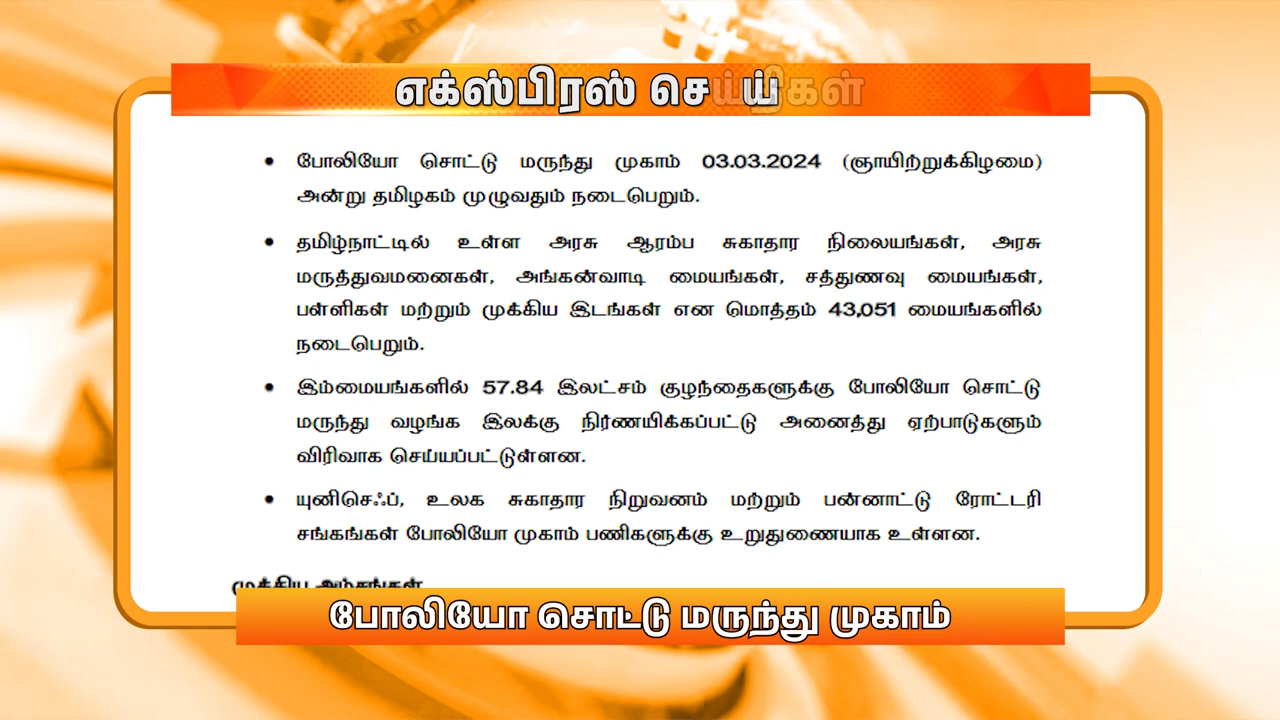 எக்ஸ்பிரஸ் செய்திகள்
• போலியோ சொட்டு மருந்து முகாம் 03.03.2024 (ஞாயிற்றுக்கிழமை)
அன்று தமிழகம் முழுவதும் நடைபெறும்.
• தமிழ்நாட்டில் உள்ள அரசு ஆரம்ப சுகாதார நிலையங்கள், அரசு
மருத்துவமனைகள், அங்கன்வாடி மையங்கள், சத்துணவு மையங்கள்,
பள்ளிகள் மற்றும் முக்கிய இடங்கள் என மொத்தம் 43,051 மையங்களில்
நடைபெறும்.
• இம்மையங்களில் 57.84 இலட்சம் குழந்தைகளுக்கு போலியோ சொட்டு
மருந்து வழங்க இலக்கு நிர்ணயிக்கப்பட்டு அனைத்து ஏற்பாடுகளும்
விரிவாக செய்யப்பட்டுள்ளன.
• யுனிசெஃப், உலக சுகாதார நிறுவனம் மற்றும் பன்னாட்டு ரோட்டரி
சங்கங்கள் போலியோ முகாம் பணிகளுக்கு உறுதுணையாக உள்ளன.
முக்கிய அம்சங்கள்
போலியோ சொட்டு மருந்து முகாம்